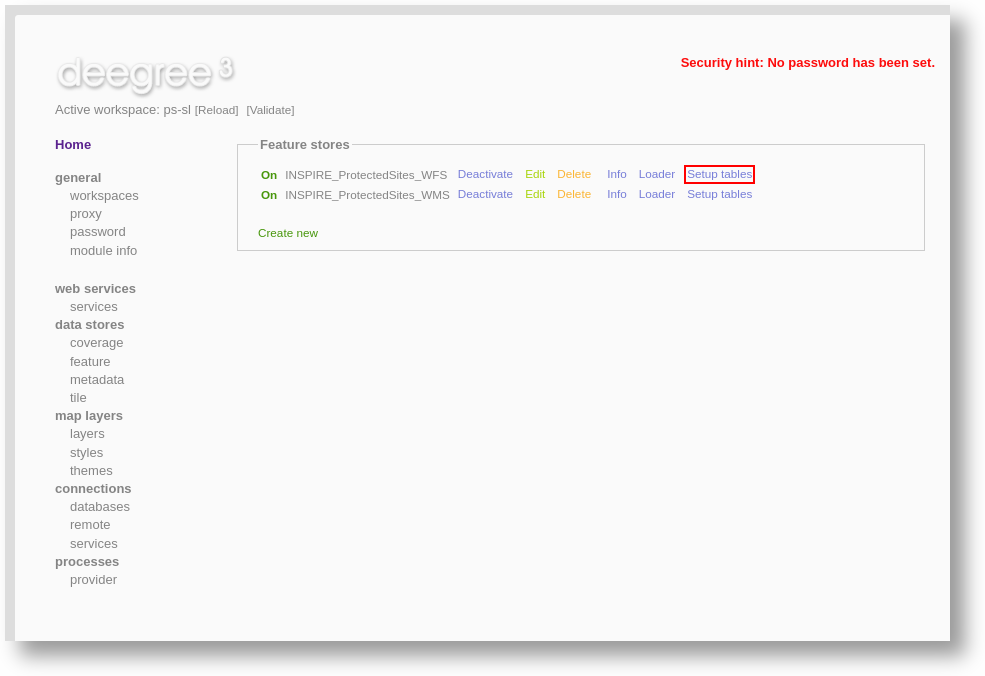 deegree 3
Security hint: No password has been set.
Active workspace: ps-sl [Reload] [Validate]
Home
general
workspaces
proxy
password
module info
web services
services
data stores
coverage
feature
metadata
tile
map layers
layers
styles
themes
connections
databases
remote
services
processes
provider
Feature stores
On INSPIRE_ProtectedSites_WFS Deactivate Edit Delete Info Loader Setup tables
On INSPIRE_ProtectedSites_WMS Deactivate Edit Delete Info Loader Setup tables
Create new